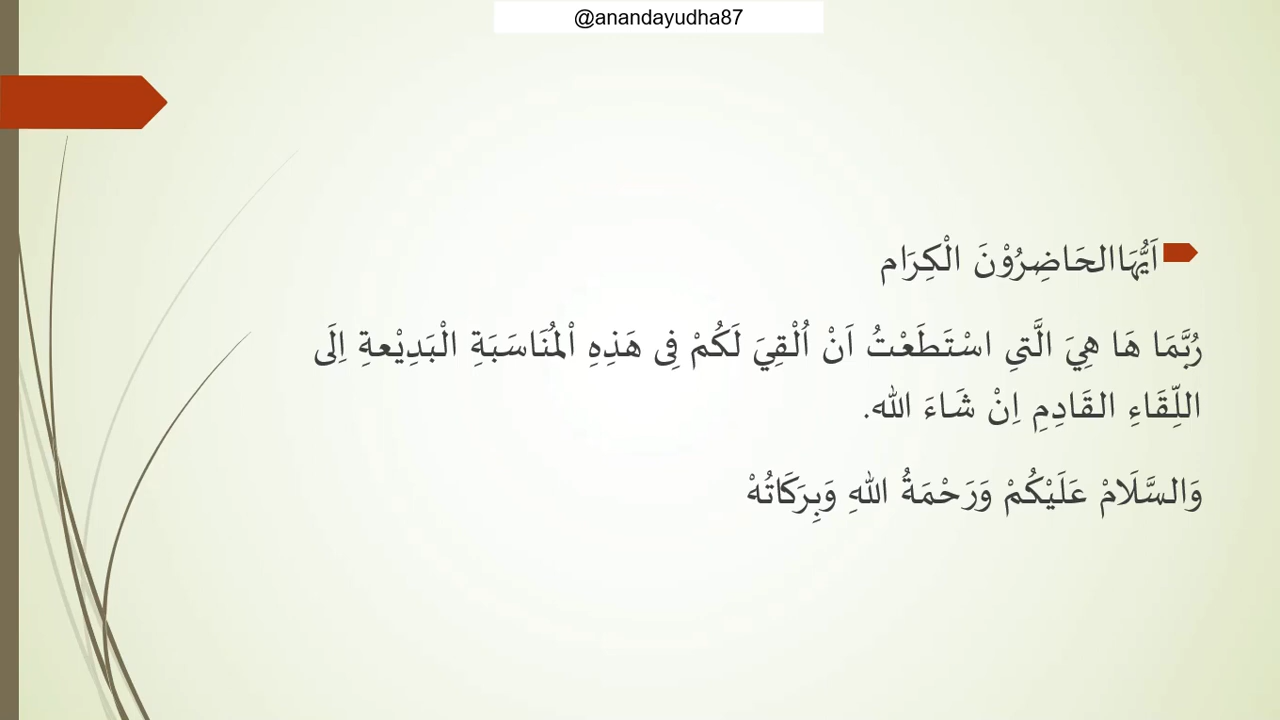 @anandayudha87
اَيُّهَاالحَاضِرُوْنَ الْكِرَام
رُبَّمَا هَا هِيَ الَّتِي اسْتَطَعْتُ اَنْ اُلْقِيَ لَكُمْ فِى هَذِهِ اْلمُنَاسَبَةِ الْبَدِيْعةِ اِلَى
اللِّقَاءِ القَادِمِ اِنْ شَاءَ الله.
وَالسَّلَامْ عَلَيْكُمْ وَرَحْمَةُ اللهِ وَبِرَكَاتُهْ